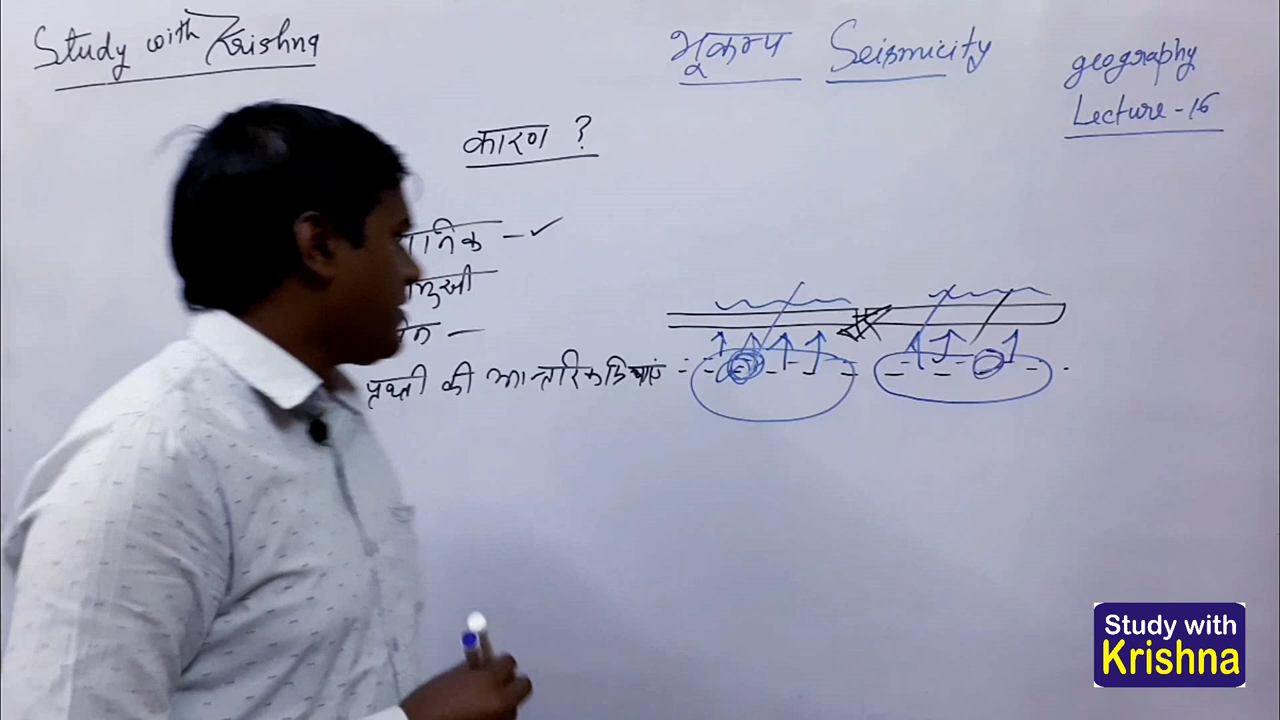 Study with Krishna
भूकम्प Seismicity
geography
Lecture - 16
कारण ?
पृथ्वी की आन्तरिक
Study with
Krishna